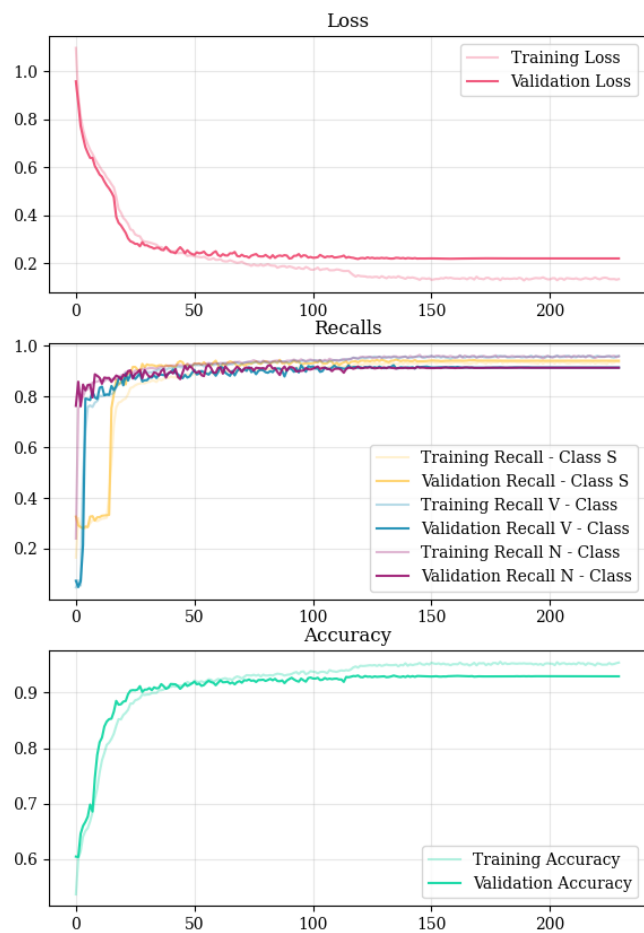 Loss
1.0
0.8
0.6
0.4
0.2
Training Loss
Validation Loss
0 50 100 150 200
Recalls
1.0
0.8
0.6
0.4
0.2
Training Recall - Class S
Validation Recall - Class S
Training Recall V - Class
Validation Recall V - Class
Training Recall N - Class
Validation Recall N - Class
0 50 100 150 200
Accuracy
0.9
0.8
0.7
0.6
Training Accuracy
Validation Accuracy
0 50 100 150 200